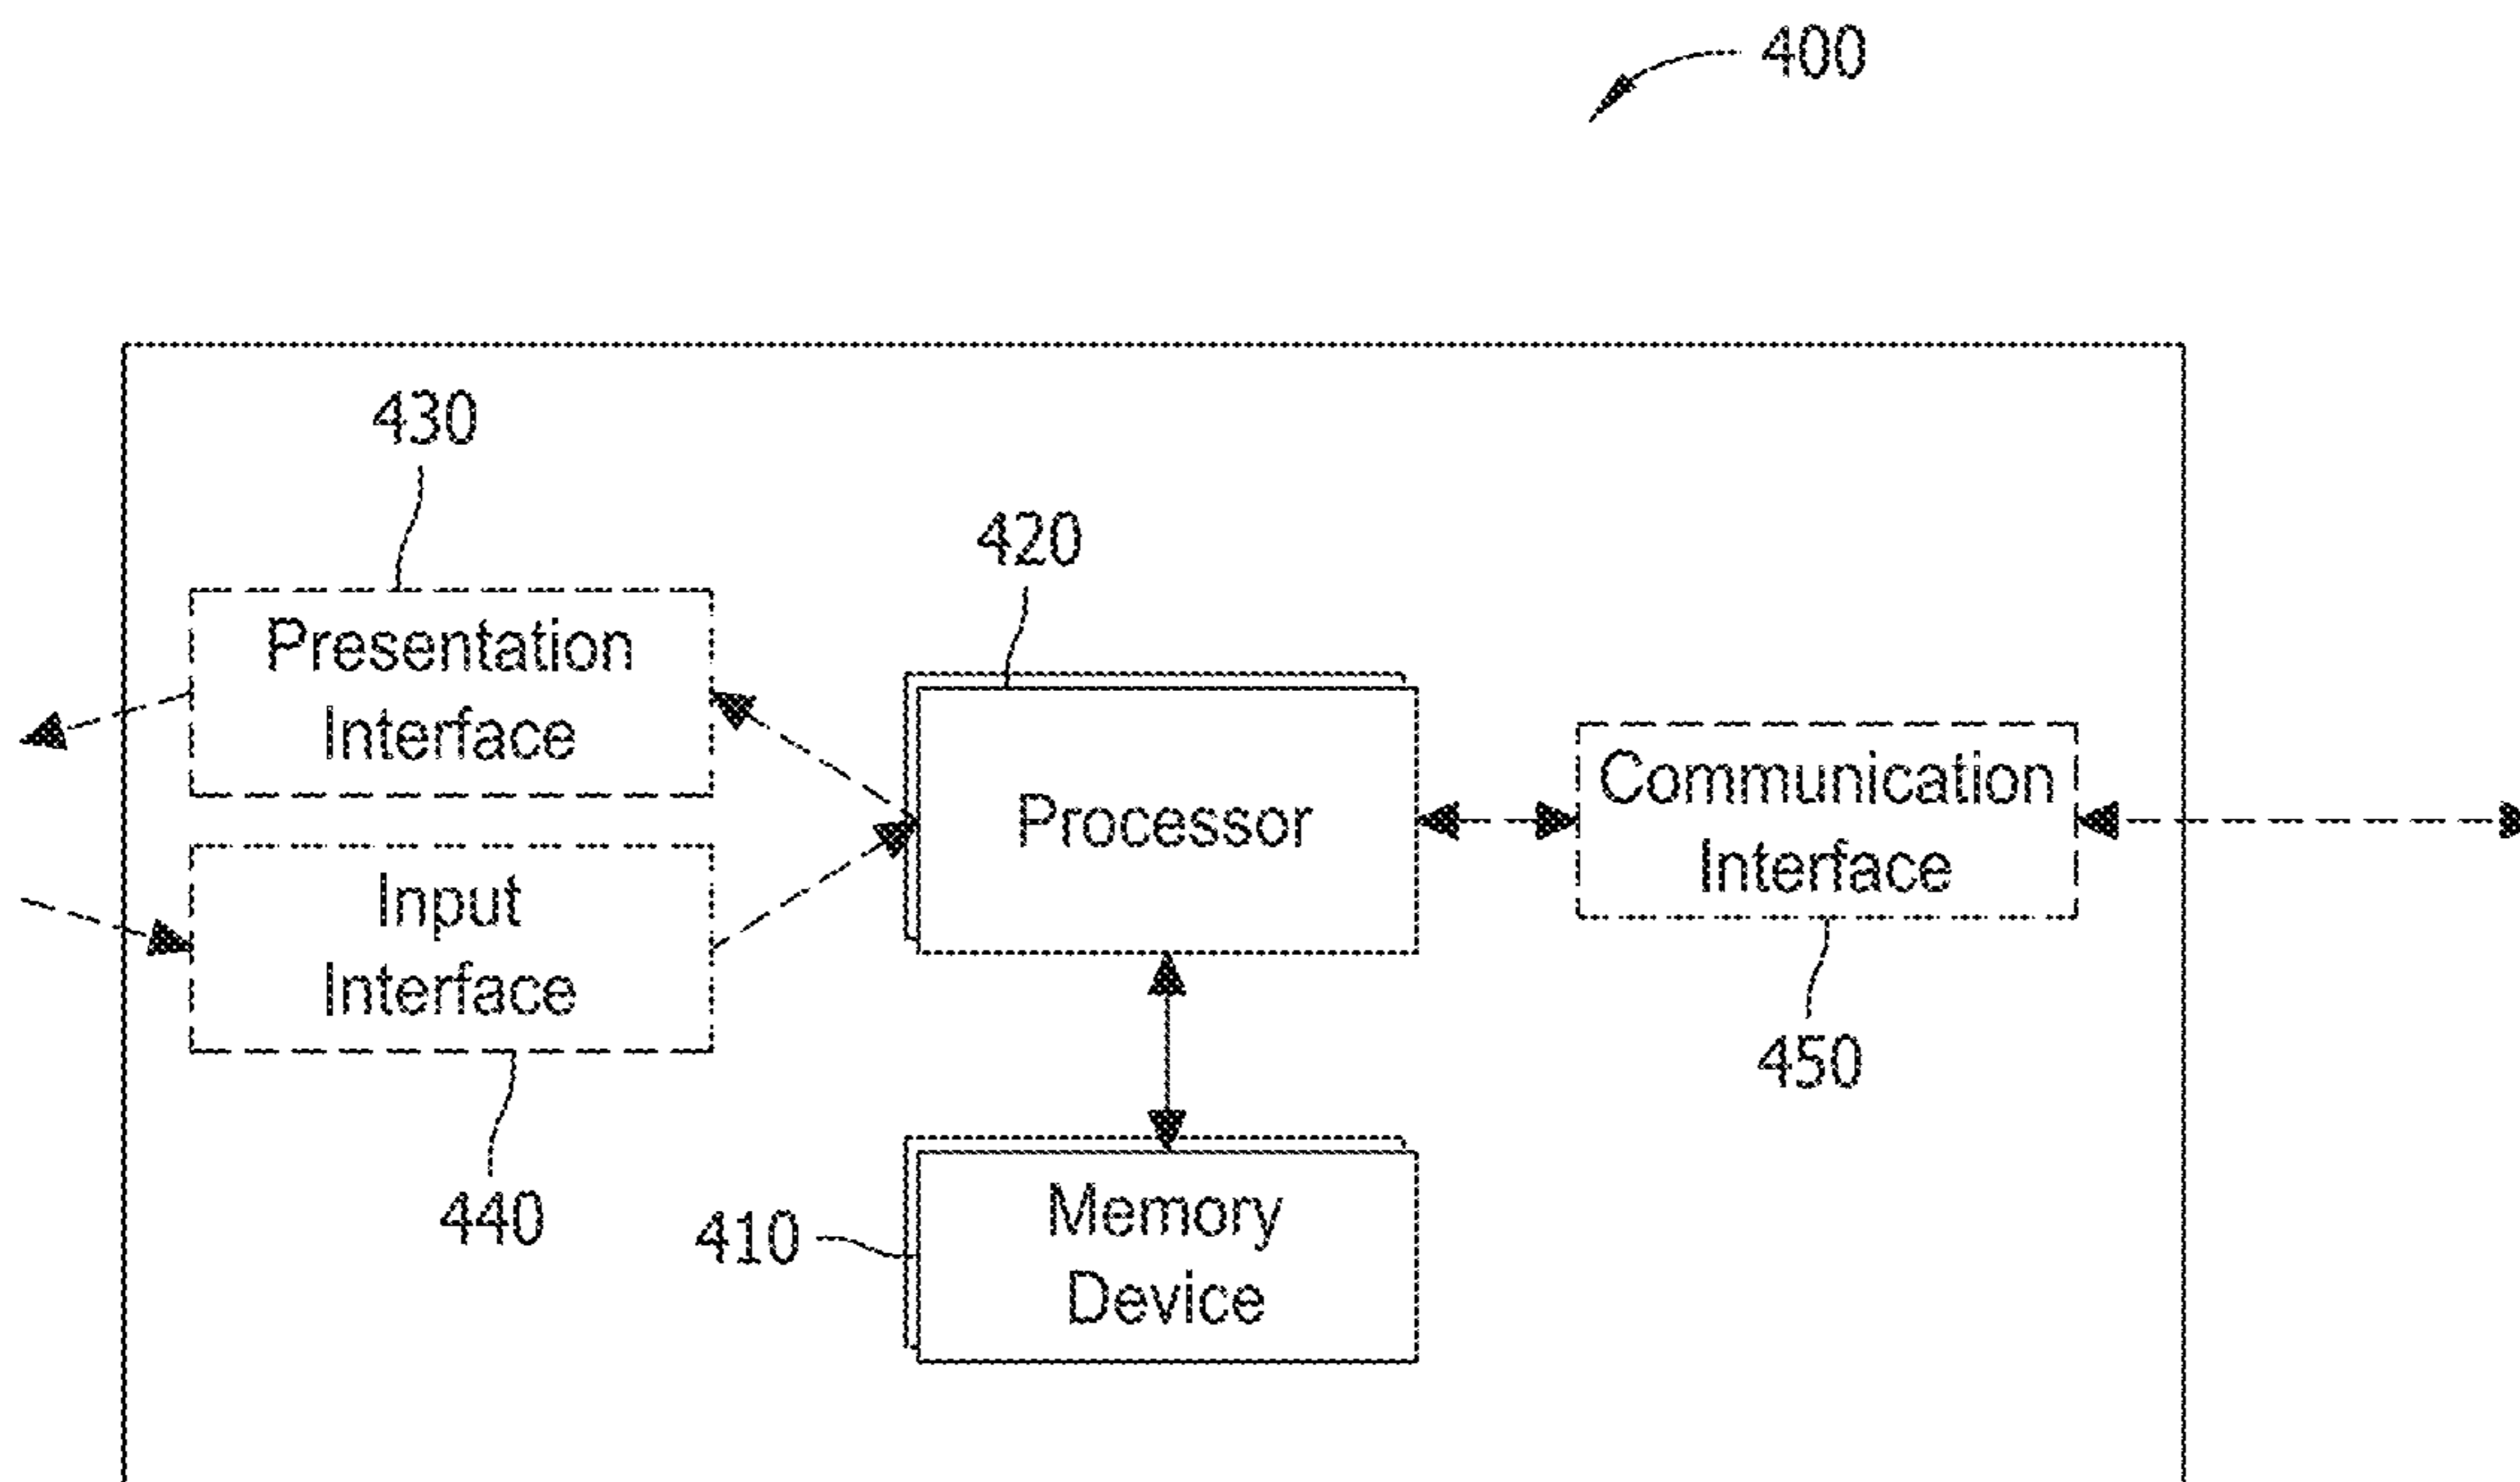 400
430
420
Presentation
Interface
Processor
Communication
Interface
Input
Interface
450
440
410
Memory
Device